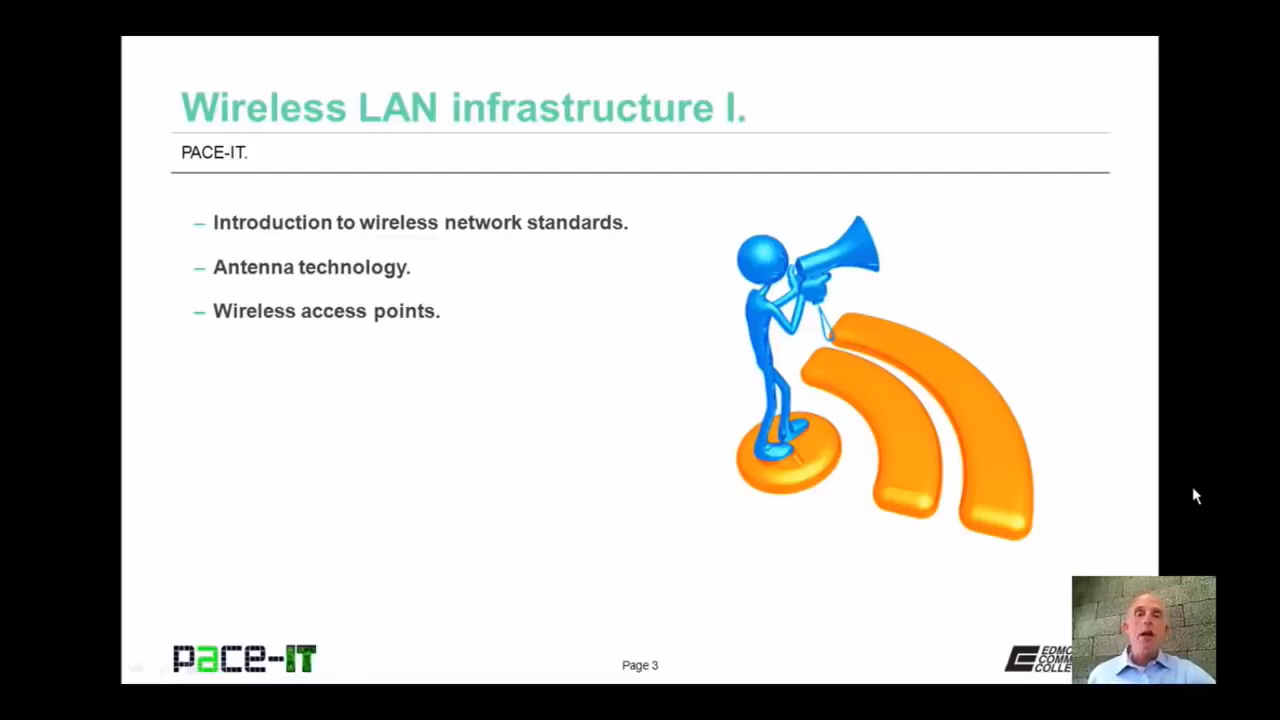 Wireless LAN infrastructure I.
PACE-IT.
– Introduction to wireless network standards.
– Antenna technology.
– Wireless access points.
pace-IT
Page 3